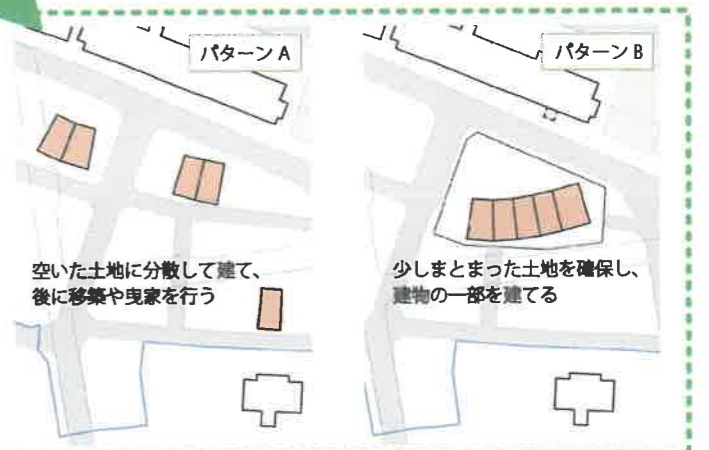 パターン A
パターン B
空いた土地に分散して建て、
後に移築や曳家を行う
少しまとまった土地を確保し、
建物の一部を建てる